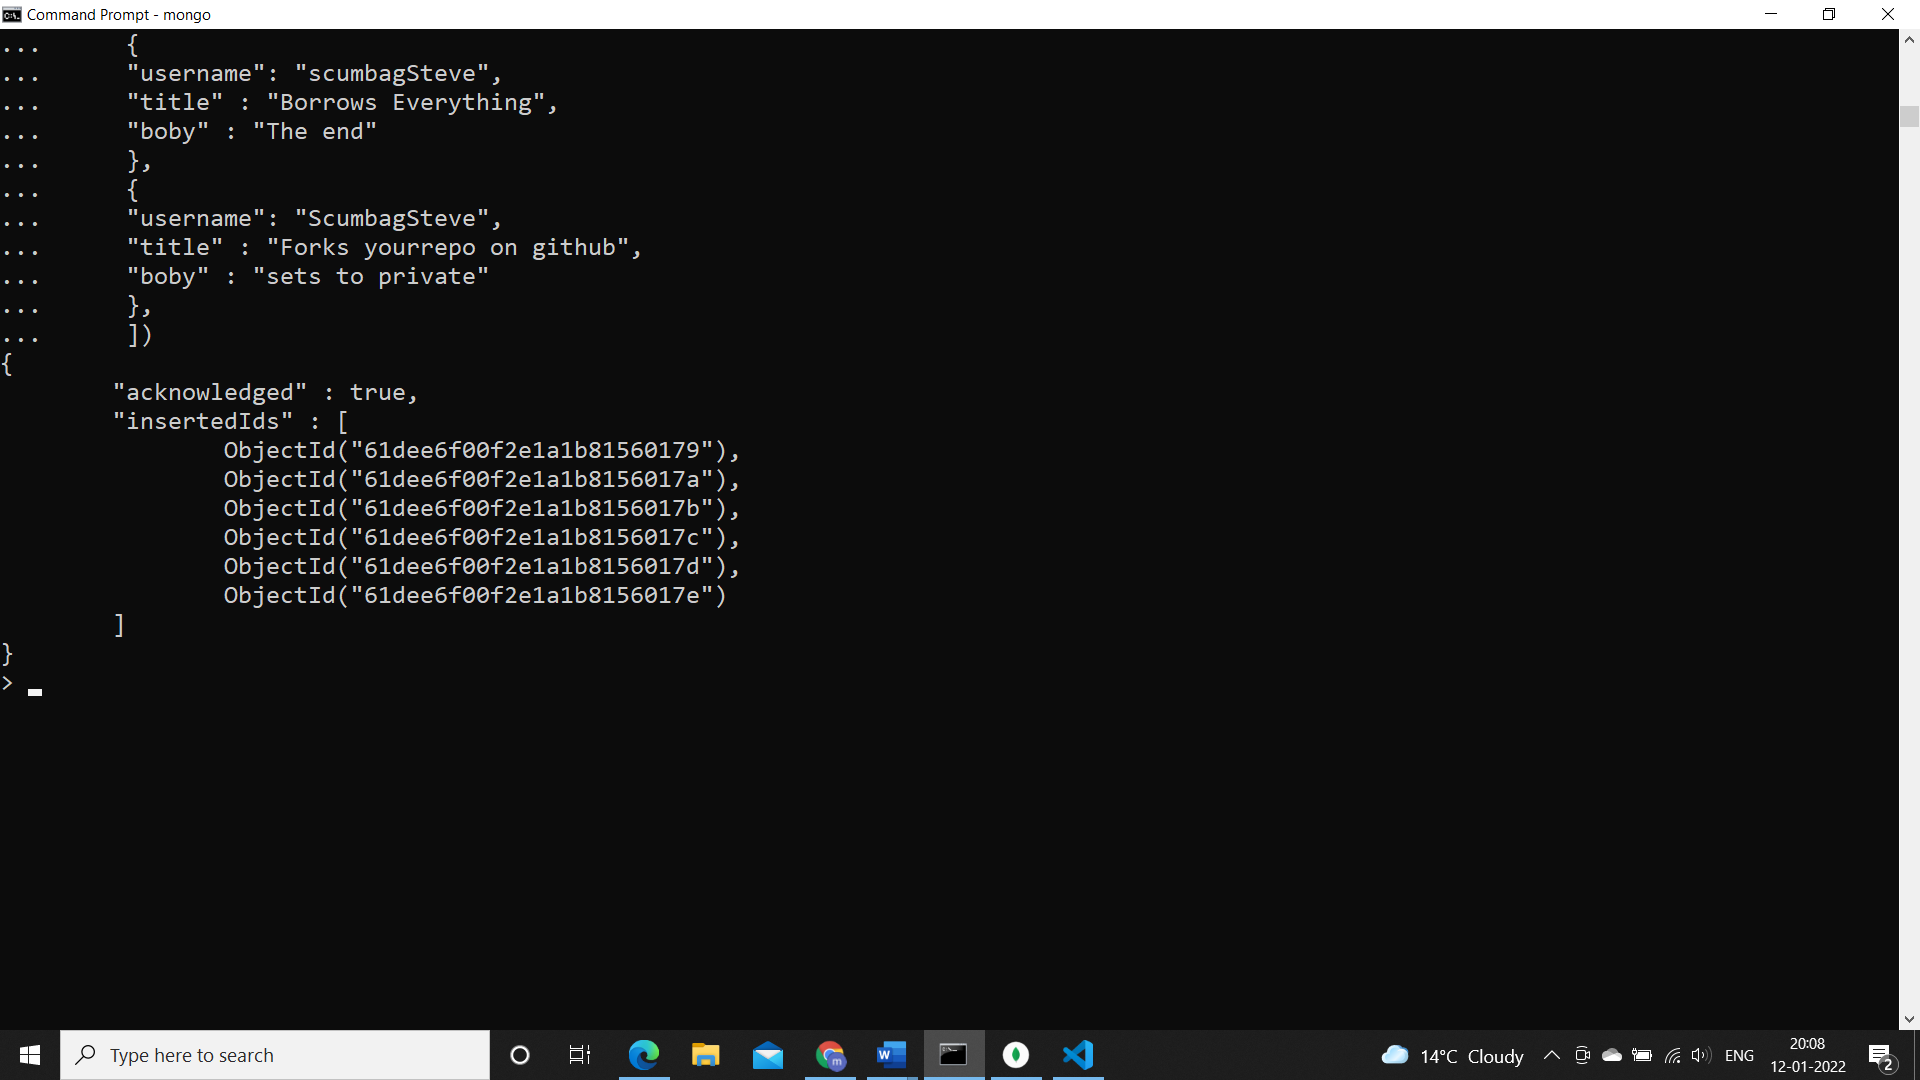 Command Prompt - mongo
...      {
...      "username": "scumbagSteve",
...      "title" : "Borrows Everything",
...      "boby" : "The end"
...      },
...      {
...      "username": "ScumbagSteve",
...      "title" : "Forks yourrepo on github",
...      "boby" : "sets to private"
...      },
...      ])
{
        "acknowledged" : true,
        "insertedIds" : [
                ObjectId("61dee6f00f2e1a1b81560179"),
                ObjectId("61dee6f00f2e1a1b8156017a"),
                ObjectId("61dee6f00f2e1a1b8156017b"),
                ObjectId("61dee6f00f2e1a1b8156017c"),
                ObjectId("61dee6f00f2e1a1b8156017d"),
                ObjectId("61dee6f00f2e1a1b8156017e")
        ]
}
>
Type here to search
14°C Cloudy
ENG
20:08
12-01-2022
2